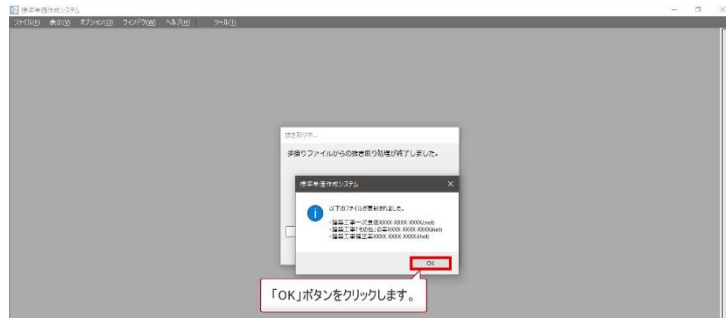 標準単価作成システム
ファイル(F) 表示(V) オプション(O) ウィンドウ(W) ヘルプ(H) ツール(T)
抜き取り中...
歩掛りファイルからの抜き取り処理が終了しました。
標準単価作成システム
以下のファイルが更新されました。
「OK」ボタンをクリックします。
OK